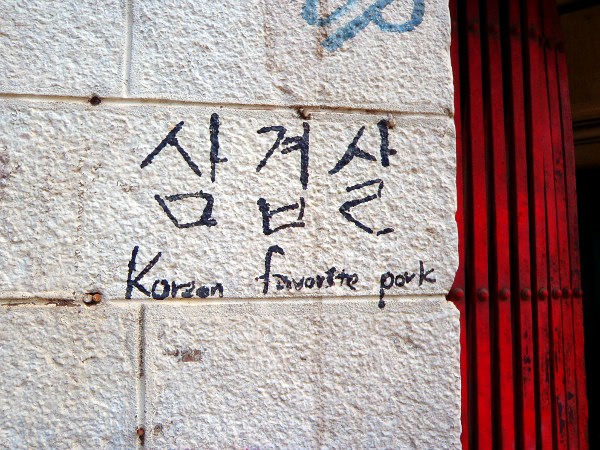 삼겹살
Korean favorite pork